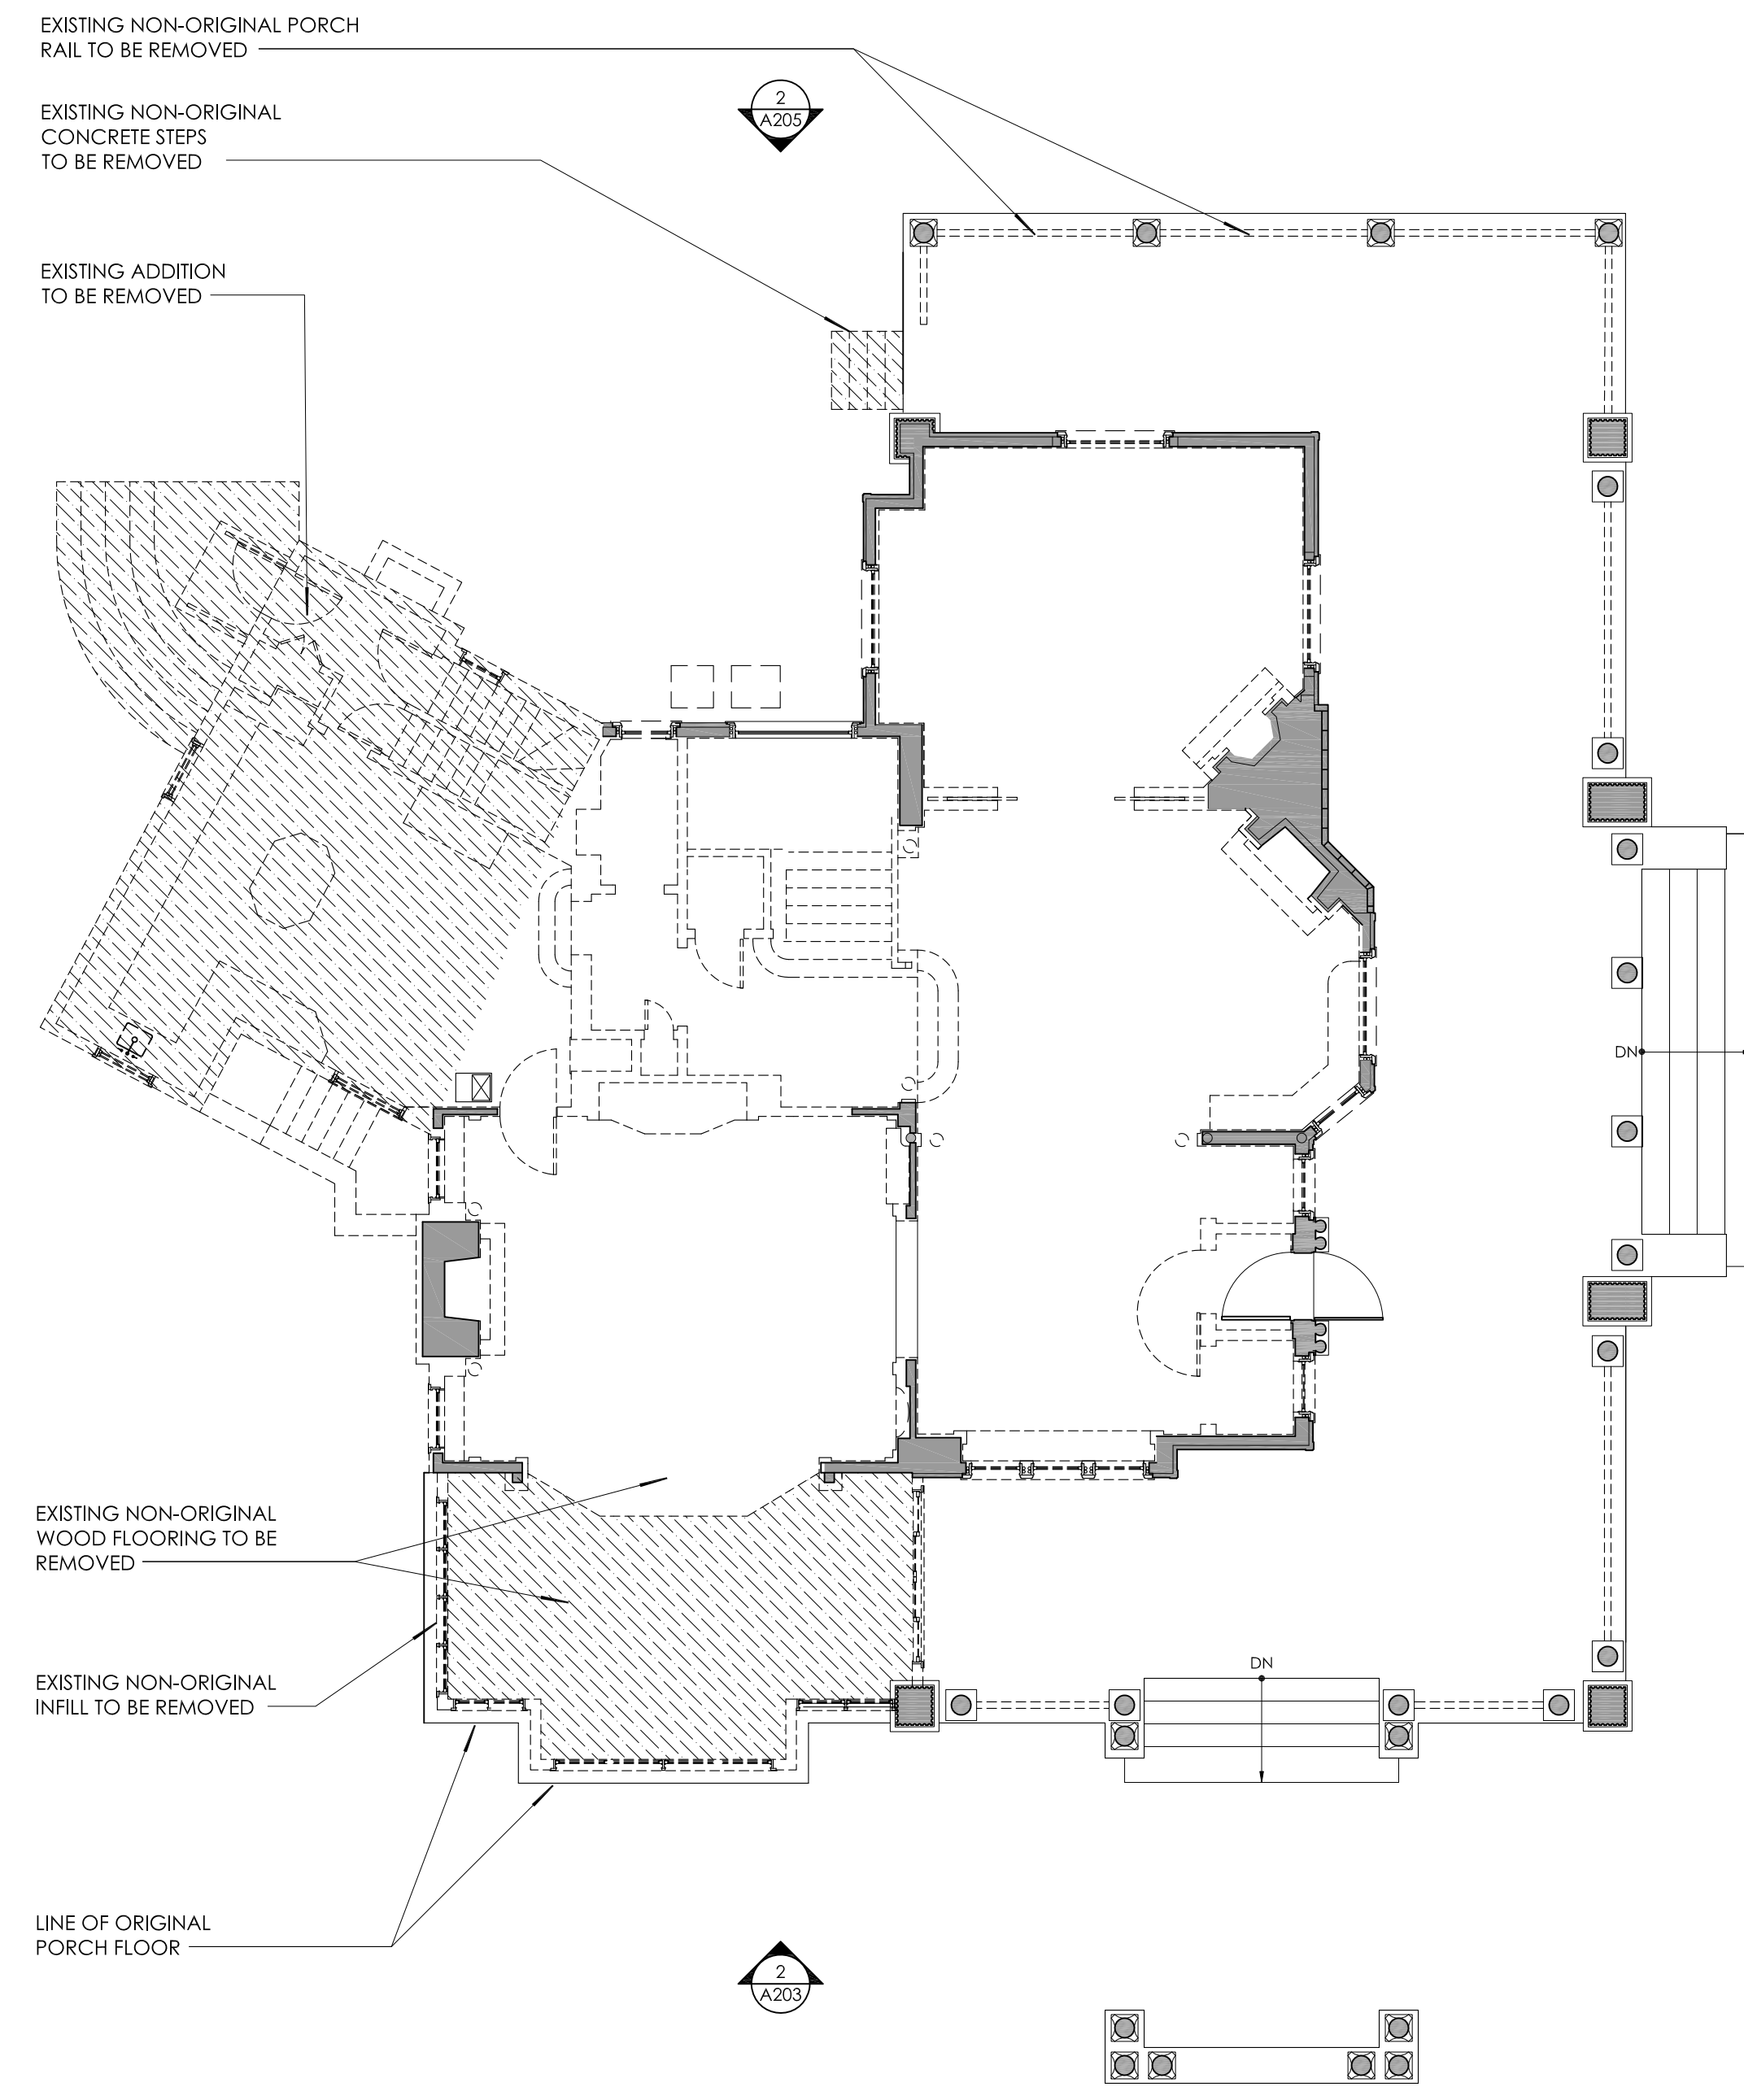 EXISTING NON-ORIGINAL PORCH
RAIL TO BE REMOVED
2
A205
EXISTING NON-ORIGINAL
CONCRETE STEPS
TO BE REMOVED
EXISTING ADDITION
TO BE REMOVED
DN
EXISTING NON-ORIGINAL
WOOD FLOORING TO BE
REMOVED
DN
EXISTING NON-ORIGINAL
INFILL TO BE REMOVED
LINE OF ORIGINAL
PORCH FLOOR
2
A203